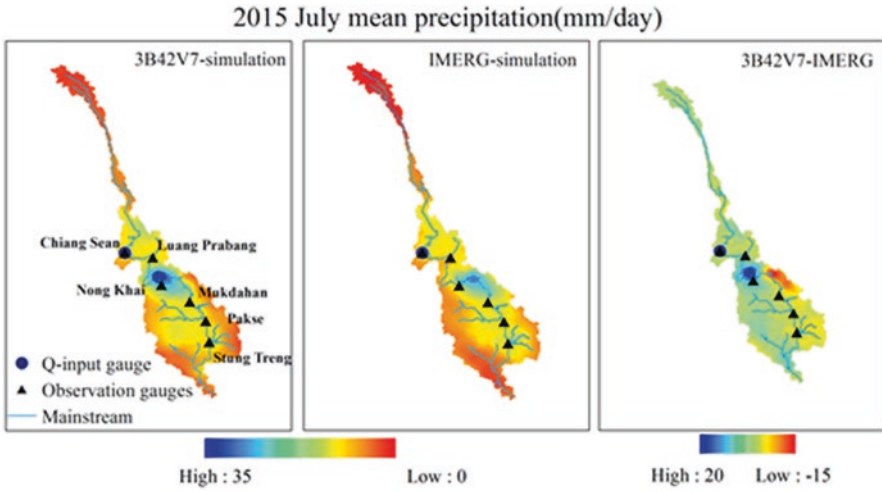 2015 July mean precipitation(mm/day)
3B42V7-simulation
IMERG-simulation
3B42V7-IMERG
Chiang Sean
Luang Prabang
Nong Khai
Mukdahan
Pakse
Stung Treng
Q-input gauge
Observation gauges
Mainstream
High : 35
Low : 0
High : 20
Low : -15